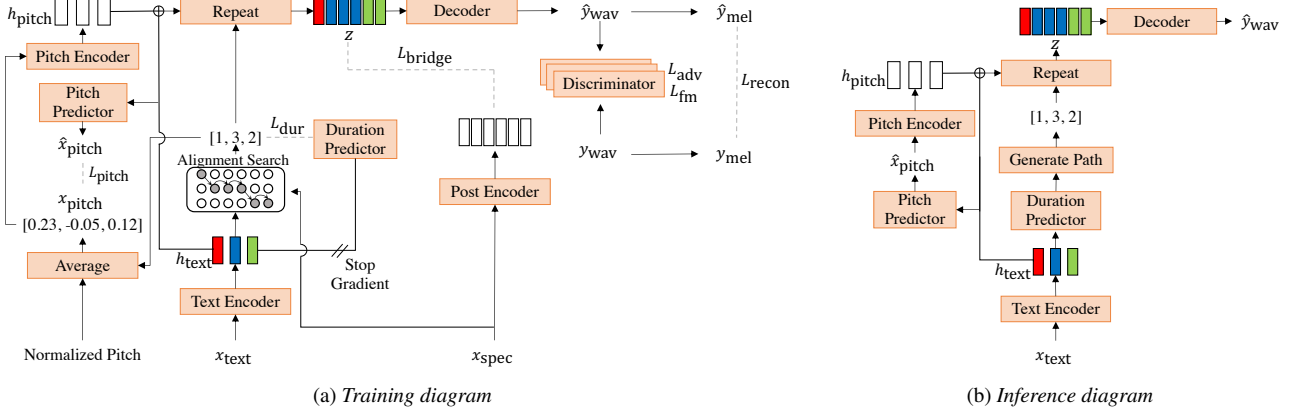 h_pitch
Repeat
z
Decoder
ŷ_wav
ŷ_mel
Pitch Encoder
L_bridge
L_adv
L_fm
Discriminator
L_recon
Pitch
Predictor
x̂_pitch
L_pitch
x_pitch
[0.23, -0.05, 0.12]
[1, 3, 2]
L_dur
Duration
Predictor
Alignment Search
y_wav
y_mel
Post Encoder
Average
h_text
Stop
Gradient
Text Encoder
Normalized Pitch
x_text
x_spec
(a) Training diagram
z
Decoder
ŷ_wav
h_pitch
Repeat
Pitch Encoder
[1, 3, 2]
x̂_pitch
Generate Path
Pitch
Predictor
Duration
Predictor
h_text
Text Encoder
x_text
(b) Inference diagram